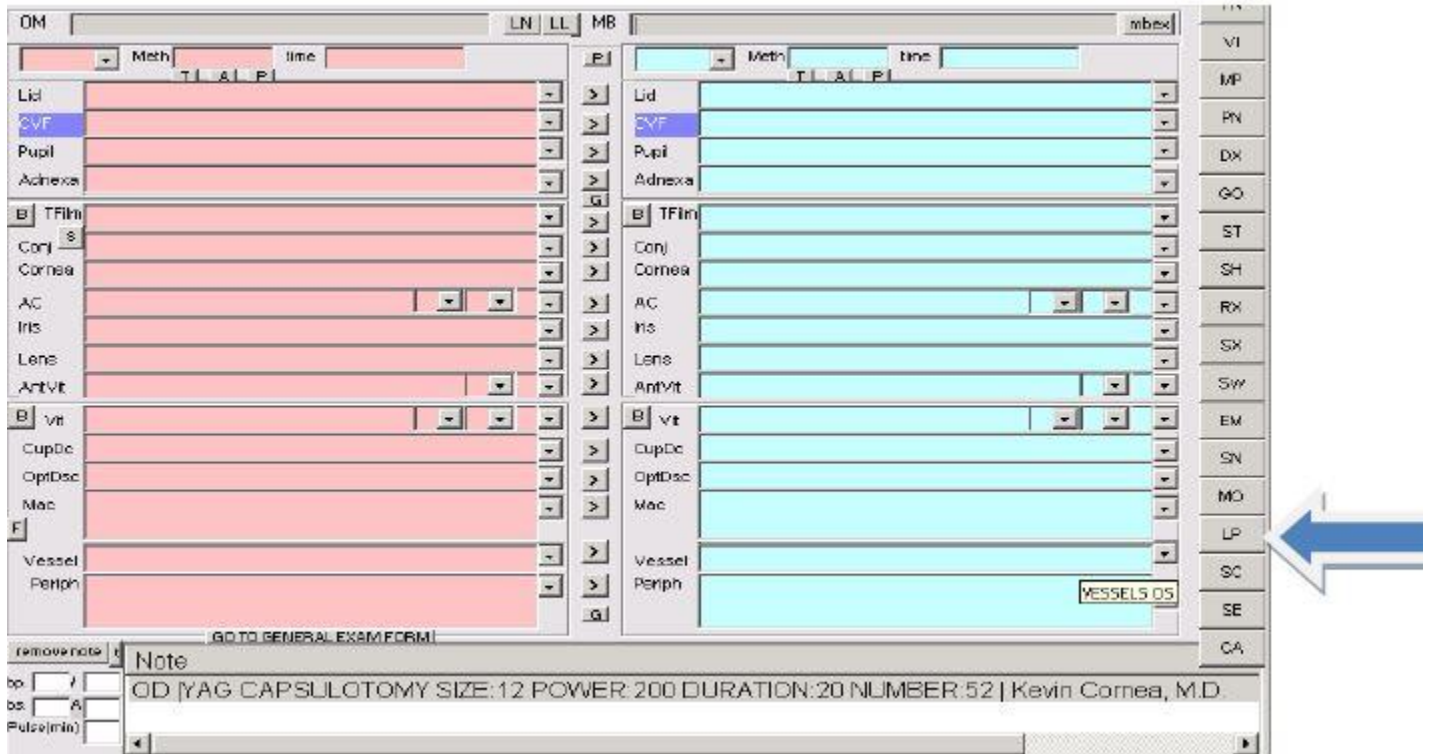 OM LN LL MB mbex
Meth time P Meth time
T A P T A P
Lid > Lid
CVF > CVF
Pupil > Pupil
Adnexa > Adnexa
G
B TFilm > B TFilm
S
Conj > Conj
Cornea > Cornea
AC > AC
Iris > Iris
Lens > Lens
AntVit > AntVit
B Vit > B Vit
CupDc > CupDc
OptDsc > OptDsc
Mac > Mac
F
Vessel > Vessel
Periph > Periph
VESSELS OS
G
GO TO GENERAL EXAM FORM
VI
MP
PN
DX
GO
ST
SH
RX
SX
SW
EM
SN
MO
LP
SC
SE
CA
remove note
Note
OD |YAG CAPSULOTOMY SIZE:12 POWER:200 DURATION:20 NUMBER:52 | Kevin Cornea, M.D.
/
Pulse(min)